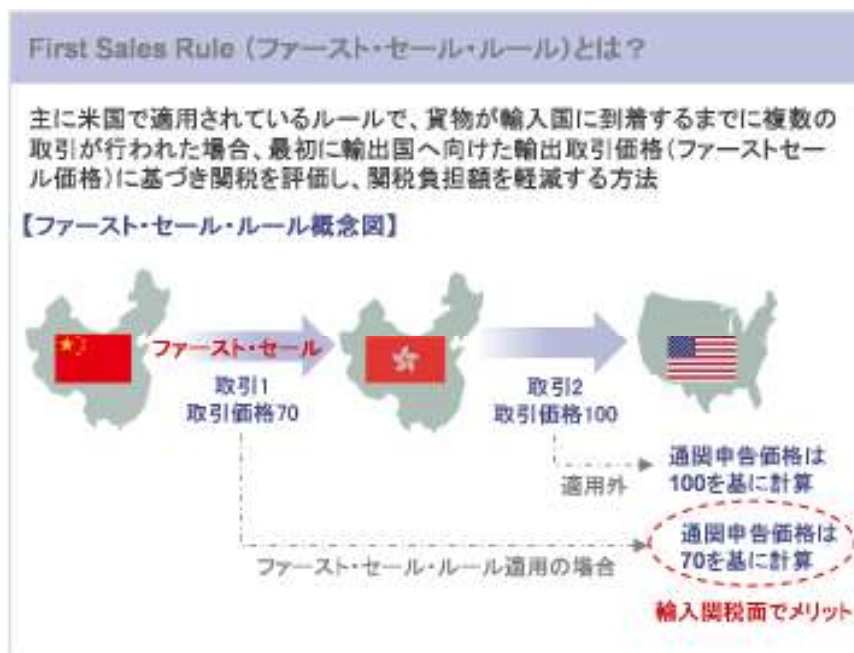 First Sales Rule （ファースト・セール・ルール）とは？
主に米国で適用されているルールで、貨物が輸入国に到着するまでに複数の
取引が行われた場合、最初に輸出国へ向けた輸出取引価格（ファーストセー
ル価格）に基づき関税を評価し、関税負担額を軽減する方法
【ファースト・セール・ルール概念図】
ファースト・セール
取引1
取引価格70
取引2
取引価格100
適用外
通関申告価格は
100を基に計算
ファースト・セール・ルール適用の場合
通関申告価格は
70を基に計算
輸入関税面でメリット